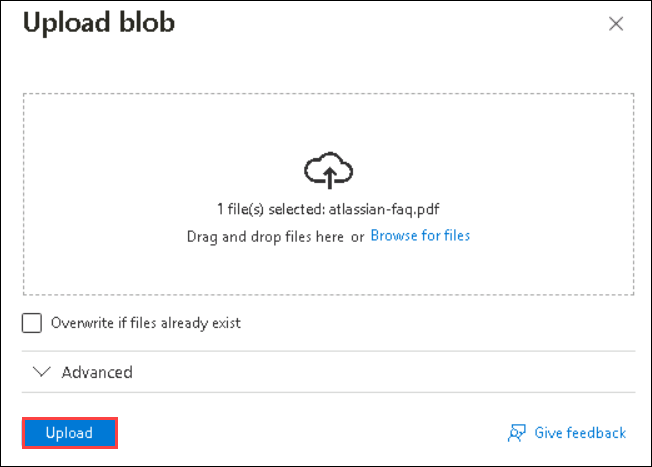 Upload blob
1 file(s) selected: atlassian-faq.pdf
Drag and drop files here or Browse for files
Overwrite if files already exist
Advanced
Upload
Give feedback